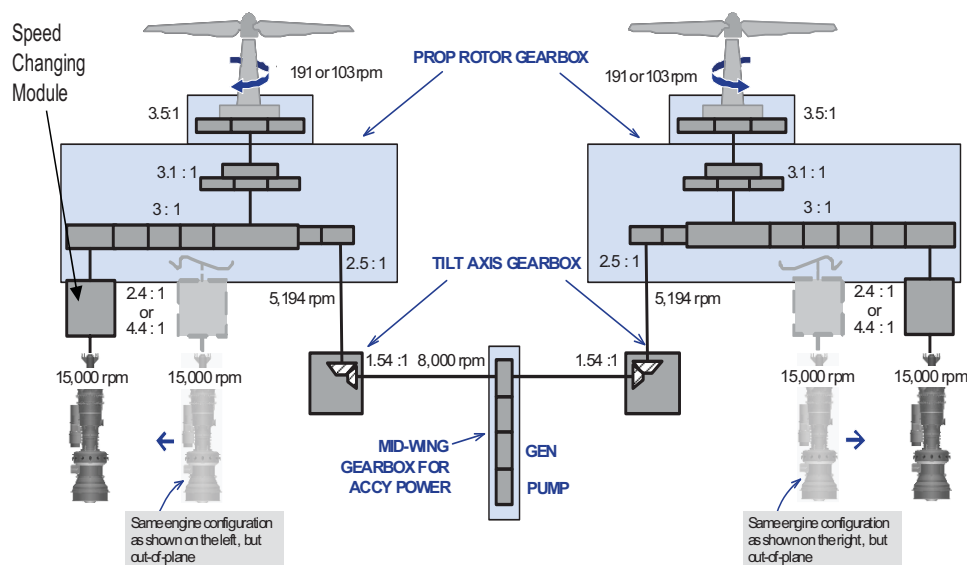 Speed
Changing
Module
191 or 103 rpm
PROP ROTOR GEARBOX
191 or 103 rpm
3.5:1
3.5:1
3.1 : 1
3.1 : 1
3 : 1
3 : 1
2.5 : 1
TILT AXIS GEARBOX
2.5 : 1
2.4 : 1
or
4.4 : 1
5,194 rpm
5,194 rpm
2.4 : 1
or
4.4 : 1
15,000 rpm
15,000 rpm
1.54 :1
8,000 rpm
1.54 :1
15,000 rpm
15,000 rpm
MID-WING
GEARBOX FOR
ACCY POWER
GEN
PUMP
Same engine configuration
as shown on the left, but
out-of-plane
Same engine configuration
as shown on the right, but
out-of-plane